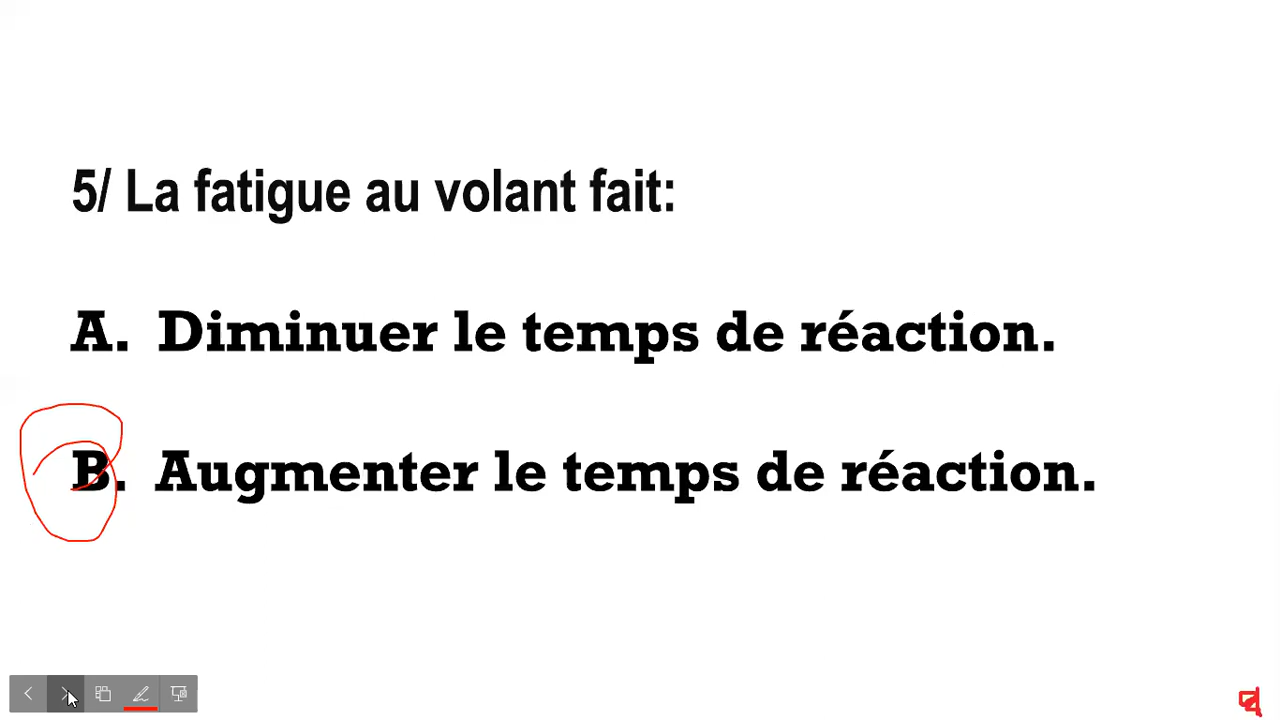 5/ La fatigue au volant fait:
A. Diminuer le temps de réaction.
B. Augmenter le temps de réaction.